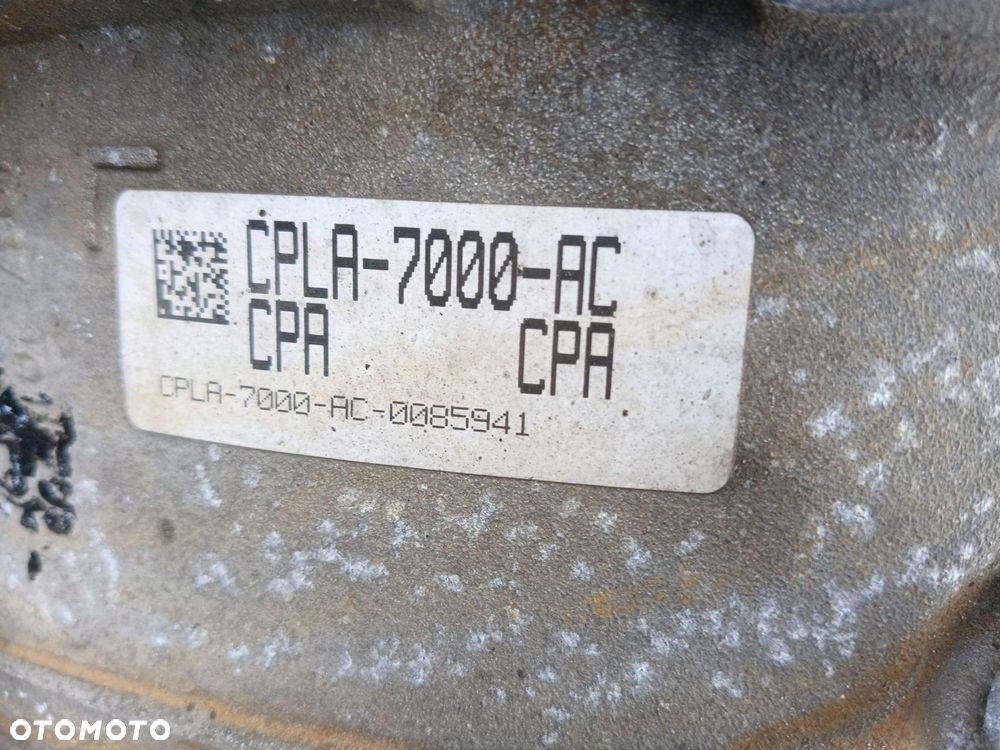 CPLA-7000-AC
CPA CPA
CPLA-7000-AC-0085941
OTOMOTO